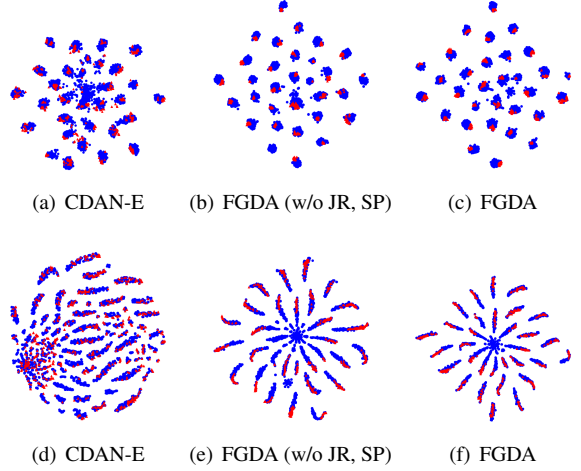 (a) CDAN-E (b) FGDA (w/o JR, SP) (c) FGDA
(d) CDAN-E (e) FGDA (w/o JR, SP) (f) FGDA